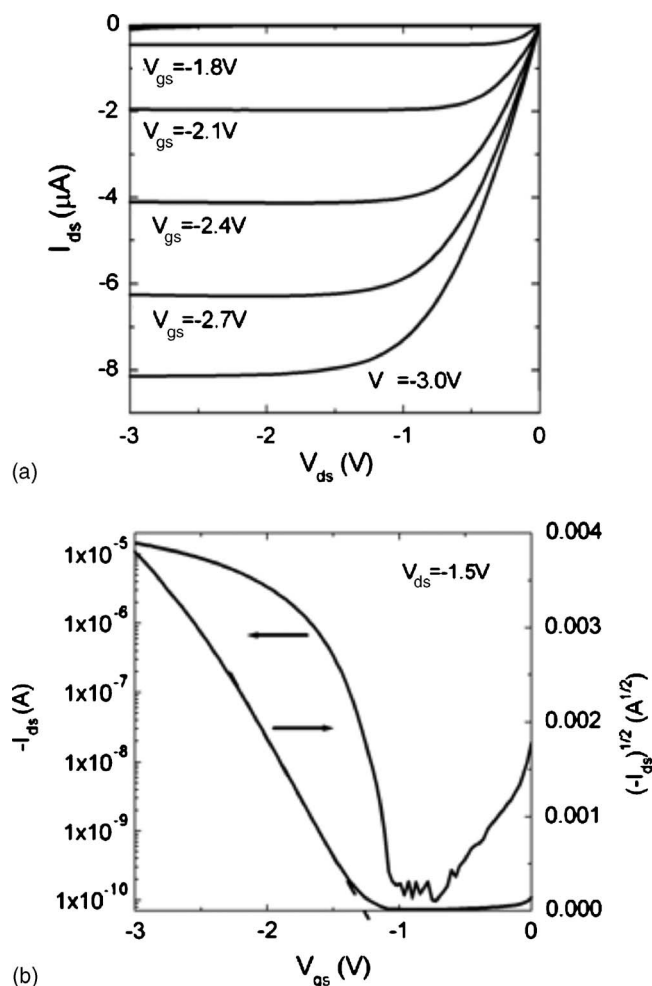 0
V_gs=-1.8V
-2
V_gs=-2.1V
I_ds (μA)
-4
V_gs=-2.4V
-6
V_gs=-2.7V
-8
V =-3.0V
-3 -2 -1 0
V_ds (V)
(a)
1x10^-5
0.004
V_ds=-1.5V
1x10^-6
0.003
1x10^-7
-I_ds (A)
0.002
(-I_ds)^1/2 (A^1/2)
1x10^-8
1x10^-9
0.001
1x10^-10
0.000
-3 -2 -1 0
V_gs (V)
(b)